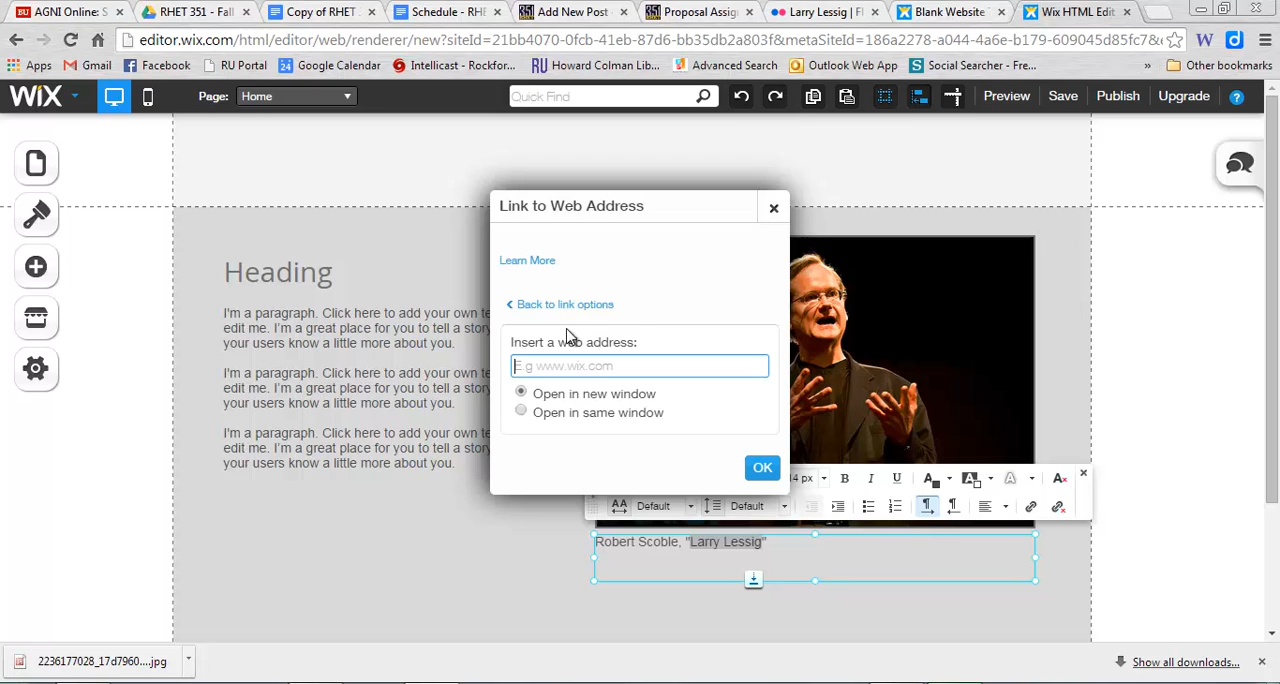 AGNI Online: S
RHET 351 - Fall
Copy of RHET
Schedule - RHE
Add New Post
Proposal Assig
Larry Lessig | Fl
Blank Website
Wix HTML Edit
editor.wix.com/html/editor/web/renderer/new?siteId=21bb4070-0fcb-41eb-87d6-bb35db2a803f&metaSiteId=186a2278-a044-4a6e-b179-609045d85fc7&e
Apps
Gmail
Facebook
RU Portal
24 Google Calendar
Intellicast - Rockfor...
RU Howard Colman Lib...
Advanced Search
Outlook Web App
S Social Searcher - Fre...
»
Other bookmarks
WiX
Page:
Home
Quick Find
Preview
Save
Publish
Upgrade
?
Link to Web Address
Learn More
Back to link options
Insert a web address:
E.g www.wix.com
Open in new window
Open in same window
OK
Heading
I'm a paragraph. Click here to add your own te
edit me. I'm a great place for you to tell a story
your users know a little more about you.
I'm a paragraph. Click here to add your own te
edit me. I'm a great place for you to tell a story
your users know a little more about you.
I'm a paragraph. Click here to add your own te
edit me. I'm a great place for you to tell a story
your users know a little more about you.
14 px
B
I
U
A
A
A
Ax
AA
Default
Default
Robert Scoble, "Larry Lessig"
2236177028_17d7960....jpg
Show all downloads...